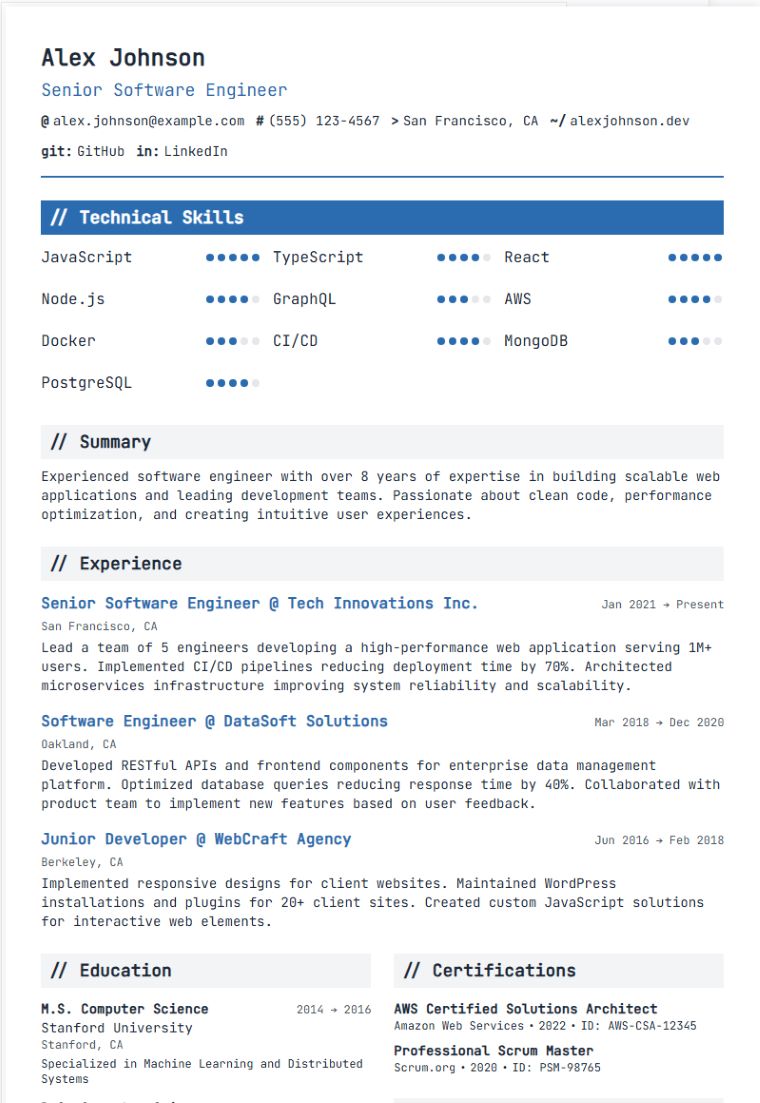 Alex Johnson
Senior Software Engineer
@ alex.johnson@example.com # (555) 123-4567 > San Francisco, CA ~/ alexjohnson.dev
git: GitHub in: LinkedIn
// Technical Skills
JavaScript TypeScript React
Node.js GraphQL AWS
Docker CI/CD MongoDB
PostgreSQL
// Summary
Experienced software engineer with over 8 years of expertise in building scalable web
applications and leading development teams. Passionate about clean code, performance
optimization, and creating intuitive user experiences.
// Experience
Senior Software Engineer @ Tech Innovations Inc. Jan 2021 → Present
San Francisco, CA
Lead a team of 5 engineers developing a high-performance web application serving 1M+
users. Implemented CI/CD pipelines reducing deployment time by 70%. Architected
microservices infrastructure improving system reliability and scalability.
Software Engineer @ DataSoft Solutions Mar 2018 → Dec 2020
Oakland, CA
Developed RESTful APIs and frontend components for enterprise data management
platform. Optimized database queries reducing response time by 40%. Collaborated with
product team to implement new features based on user feedback.
Junior Developer @ WebCraft Agency Jun 2016 → Feb 2018
Berkeley, CA
Implemented responsive designs for client websites. Maintained WordPress
installations and plugins for 20+ client sites. Created custom JavaScript solutions
for interactive web elements.
// Education
M.S. Computer Science 2014 → 2016
Stanford University
Stanford, CA
Specialized in Machine Learning and Distributed
Systems
// Certifications
AWS Certified Solutions Architect
Amazon Web Services • 2022 • ID: AWS-CSA-12345
Professional Scrum Master
Scrum.org • 2020 • ID: PSM-98765